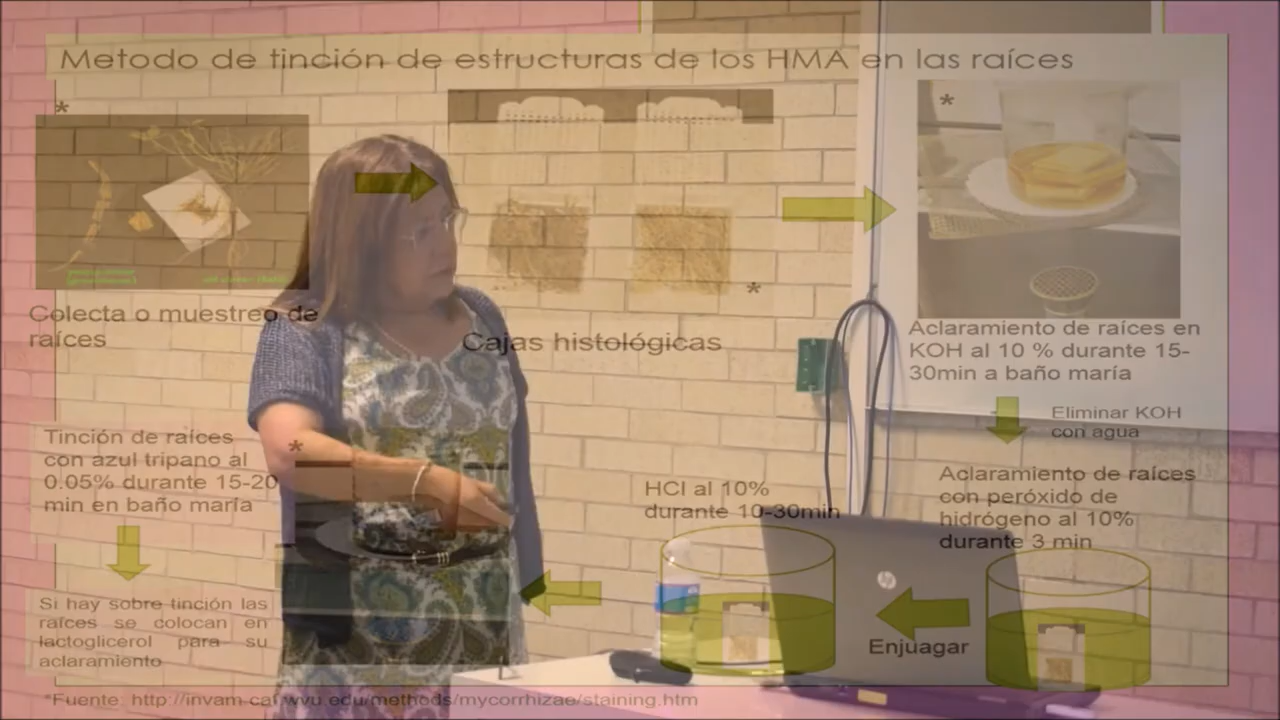 Metodo de tinción de estructuras de los HMA en las raíces
*
*
*
Colecta o muestreo de
raíces
Cajas histológicas
Aclaramiento de raíces en
KOH al 10 % durante 15-
30min a baño maría
Eliminar KOH
con agua
Aclaramiento de raíces
con peróxido de
hidrógeno al 10%
durante 3 min
Enjuagar
HCl al 10%
durante 10-30min
*
Tinción de raíces
con azul tripano al
0.05% durante 15-20
min en baño maría
Si hay sobre tinción las
raíces se colocan en
lactoglicerol para su
aclaramiento
*Fuente: http://invam.caf.wvu.edu/methods/mycorrhizae/staining.htm
hp